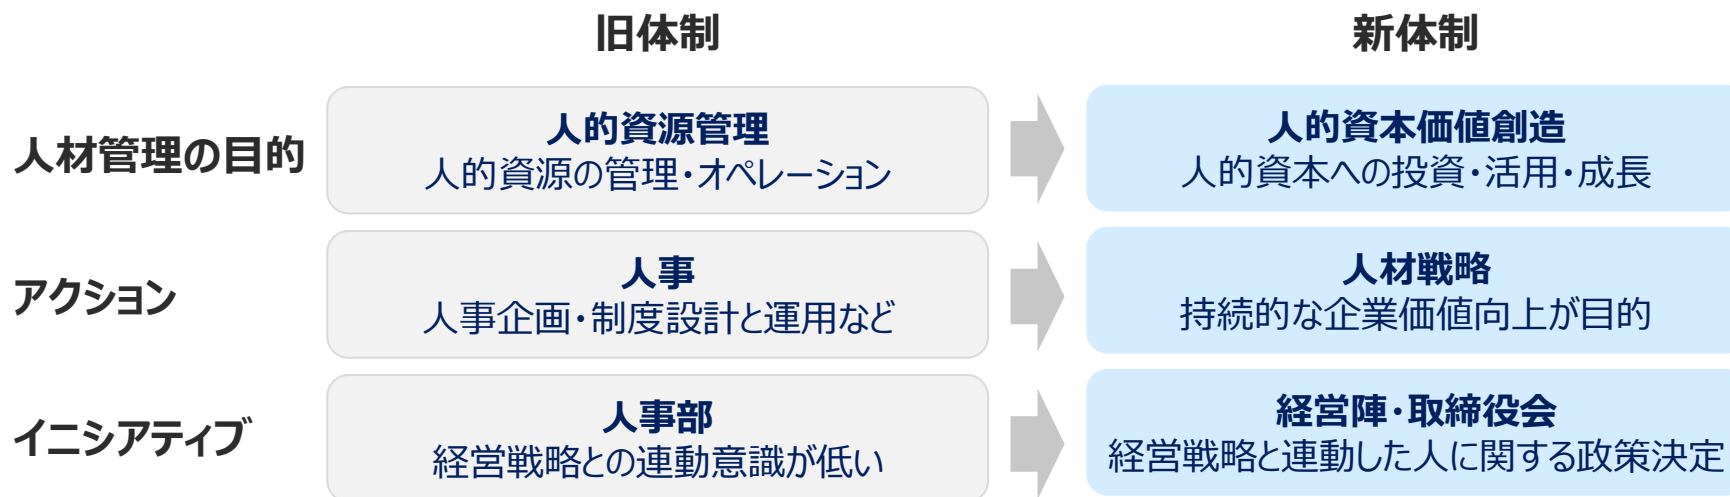 旧体制
新体制
人材管理の目的
人的資源管理
人的資源の管理・オペレーション
人的資本価値創造
人的資本への投資・活用・成長
アクション
人事
人事企画・制度設計と運用など
人材戦略
持続的な企業価値向上が目的
イニシアティブ
人事部
経営戦略との連動意識が低い
経営陣・取締役会
経営戦略と連動した人に関する政策決定